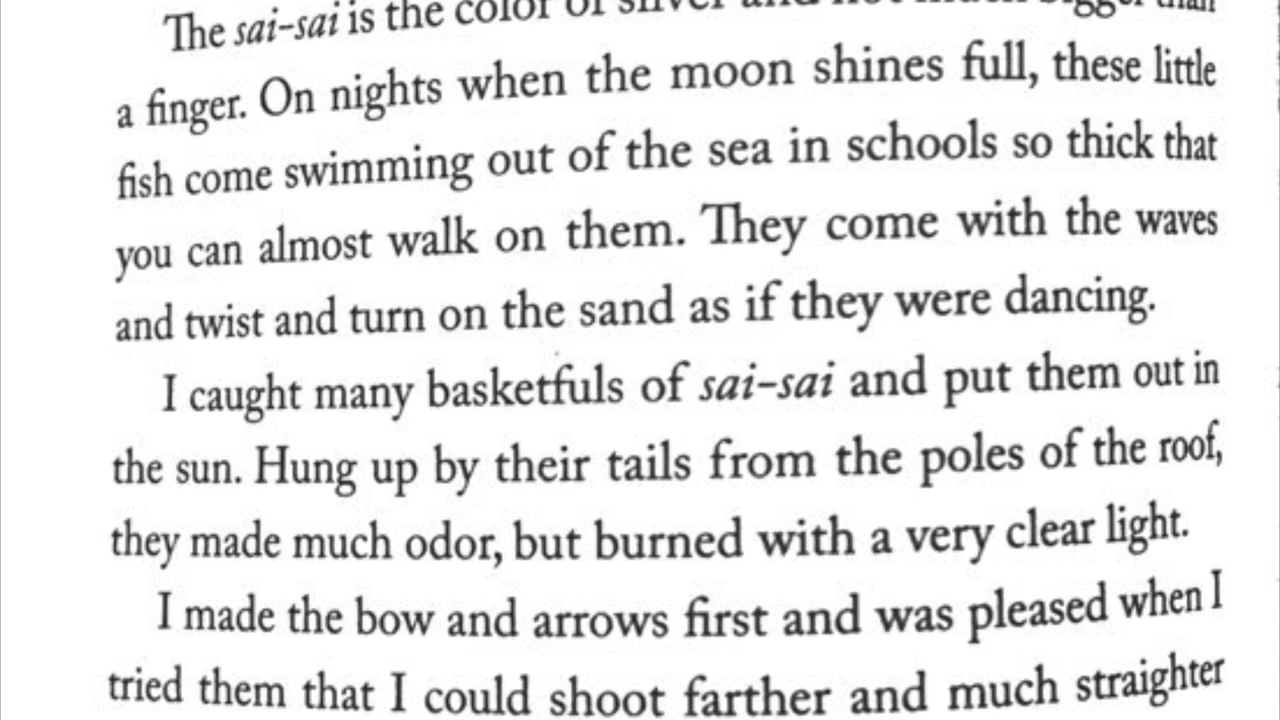 The sai-sai is the color of silver and not much bigger than
a finger. On nights when the moon shines full, these little
fish come swimming out of the sea in schools so thick that
you can almost walk on them. They come with the waves
and twist and turn on the sand as if they were dancing.
I caught many basketfuls of sai-sai and put them out in
the sun. Hung up by their tails from the poles of the roof,
they made much odor, but burned with a very clear light.
I made the bow and arrows first and was pleased when I
tried them that I could shoot farther and much straighter